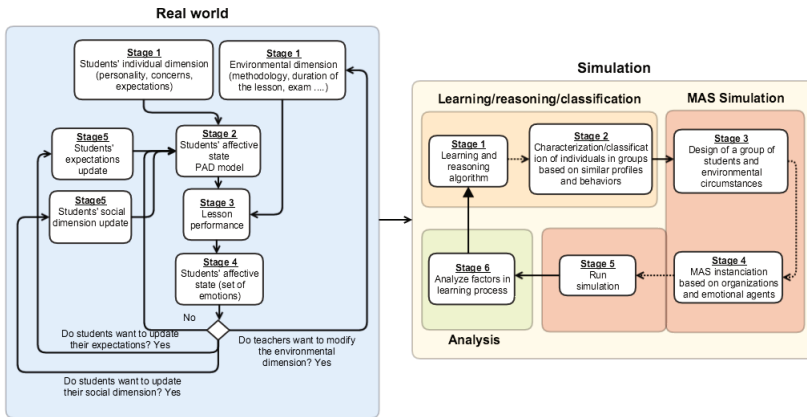 Real world
Stage 1
Students' individual dimension
(personality, concerns,
expectations)
Stage 1
Environmental dimension
(methodology, duration of
the lesson, exam ....)
Stage5
Students'
expectations
update
Stage 2
Students' affective
state
PAD model
Stage5
Students' social
dimension update
Stage 3
Lesson
performance
Stage 4
Students' affective
state (set of
emotions)
No
Do students want to update
their expectations? Yes
Do teachers want to modify
the environmental
dimension? Yes
Do students want to update
their social dimension? Yes
Simulation
Learning/reasoning/classification
MAS Simulation
Stage 1
Learning and
reasoning
algorithm
Stage 2
Characterization/classificat
ion of individuals in groups
based on similar profiles
and behaviors
Stage 3
Design of a group of
students and
environmental
circumstances
Stage 6
Analyze factors in
learning process
Stage 5
Run
simulation
Stage 4
MAS instanciation
based on organizations
and emotional agents
Analysis